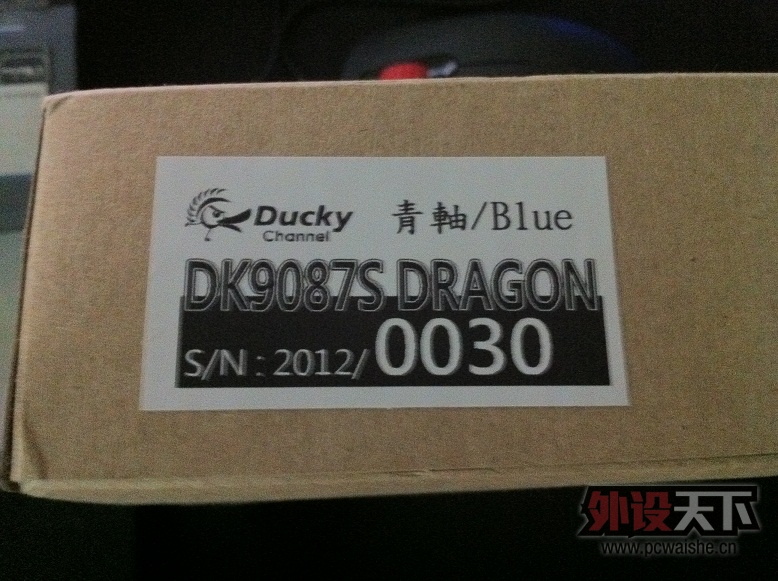 Ducky 青軸/Blue
Channel
DK9087S DRAGON
S/N : 2012/0030
外设天下
www.pcwaishe.cn